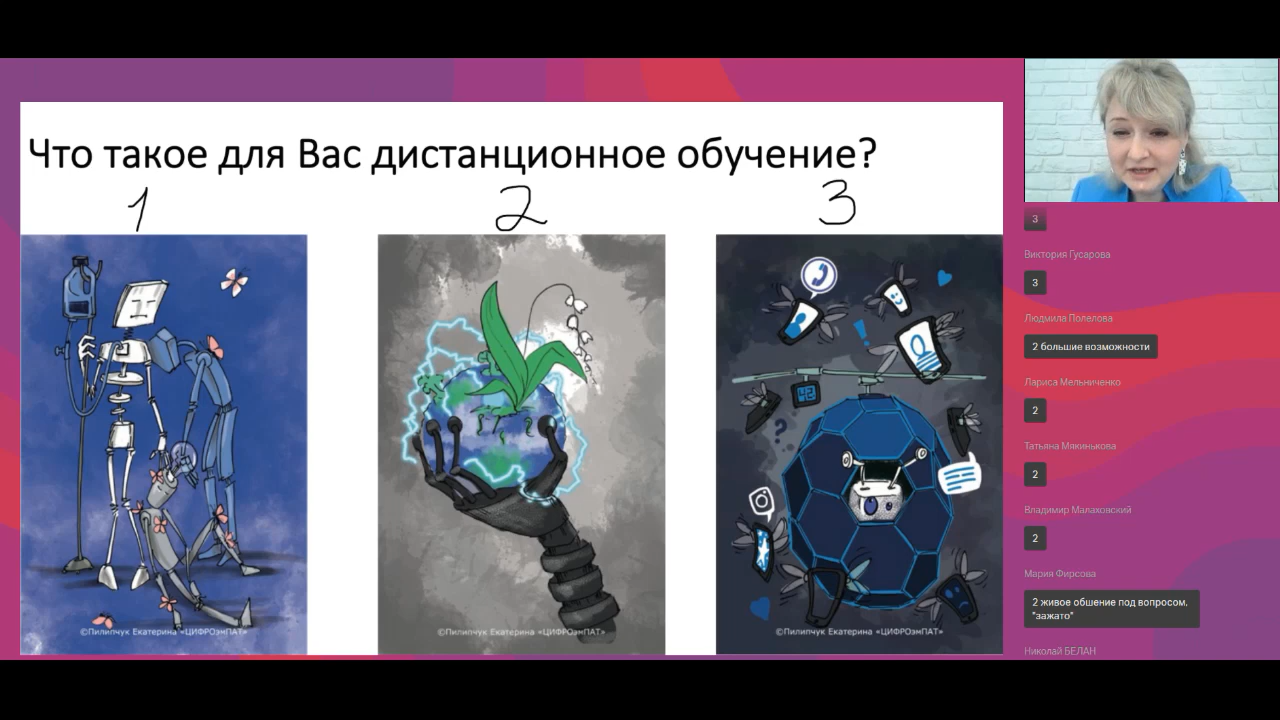 Что такое для Вас дистанционное обучение?
1 2 3
©Пилипчук Екатерина «ЦИФРОэмПАТ»
©Пилипчук Екатерина «ЦИФРОэмПАТ»
©Пилипчук Екатерина «ЦИФРОэмПАТ»
3
Виктория Гусарова
3
Людмила Полелова
2 большие возможности
Лариса Мельниченко
2
Татьяна Мякинькова
2
Владимир Малаховский
2
Мария Фирсова
2 живое обшение под вопросом,
"зажато"
Николай БЕЛАН